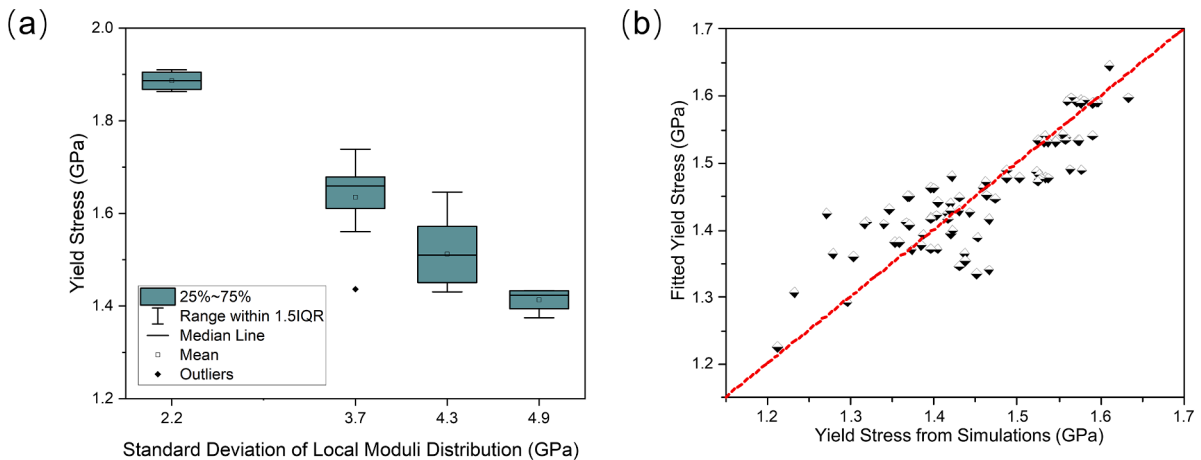 (a)
2.0
1.8
1.6
1.4
1.2
Yield Stress (GPa)
25%~75%
Range within 1.5IQR
Median Line
Mean
Outliers
2.2
3.7
4.3
4.9
Standard Deviation of Local Moduli Distribution (GPa)
(b)
1.7
1.6
1.5
1.4
1.3
1.2
Fitted Yield Stress (GPa)
1.2
1.3
1.4
1.5
1.6
1.7
Yield Stress from Simulations (GPa)